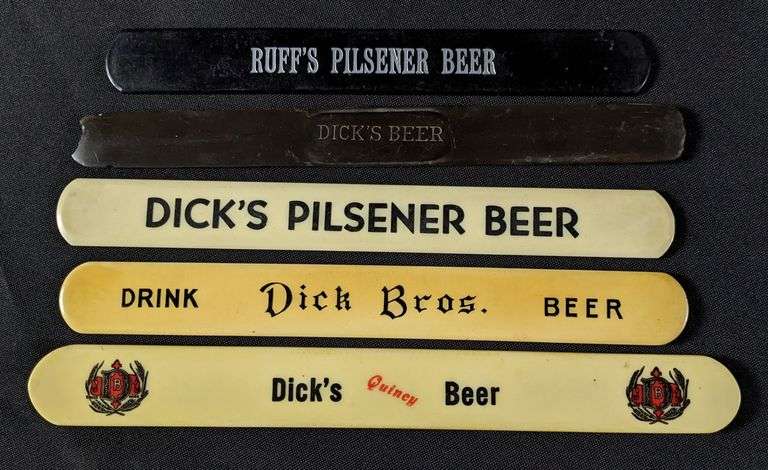 RUFF'S PILSENER BEER
DICK'S BEER
DICK'S PILSENER BEER
DRINK Dick Bros. BEER
Dick's Quincy Beer